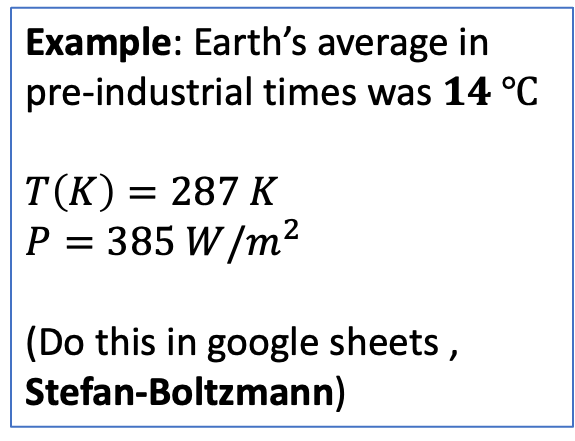 Example: Earth’s average in
pre-industrial times was 14 °C
T(K) = 287 K
P = 385 W/m²
(Do this in google sheets ,
Stefan-Boltzmann)